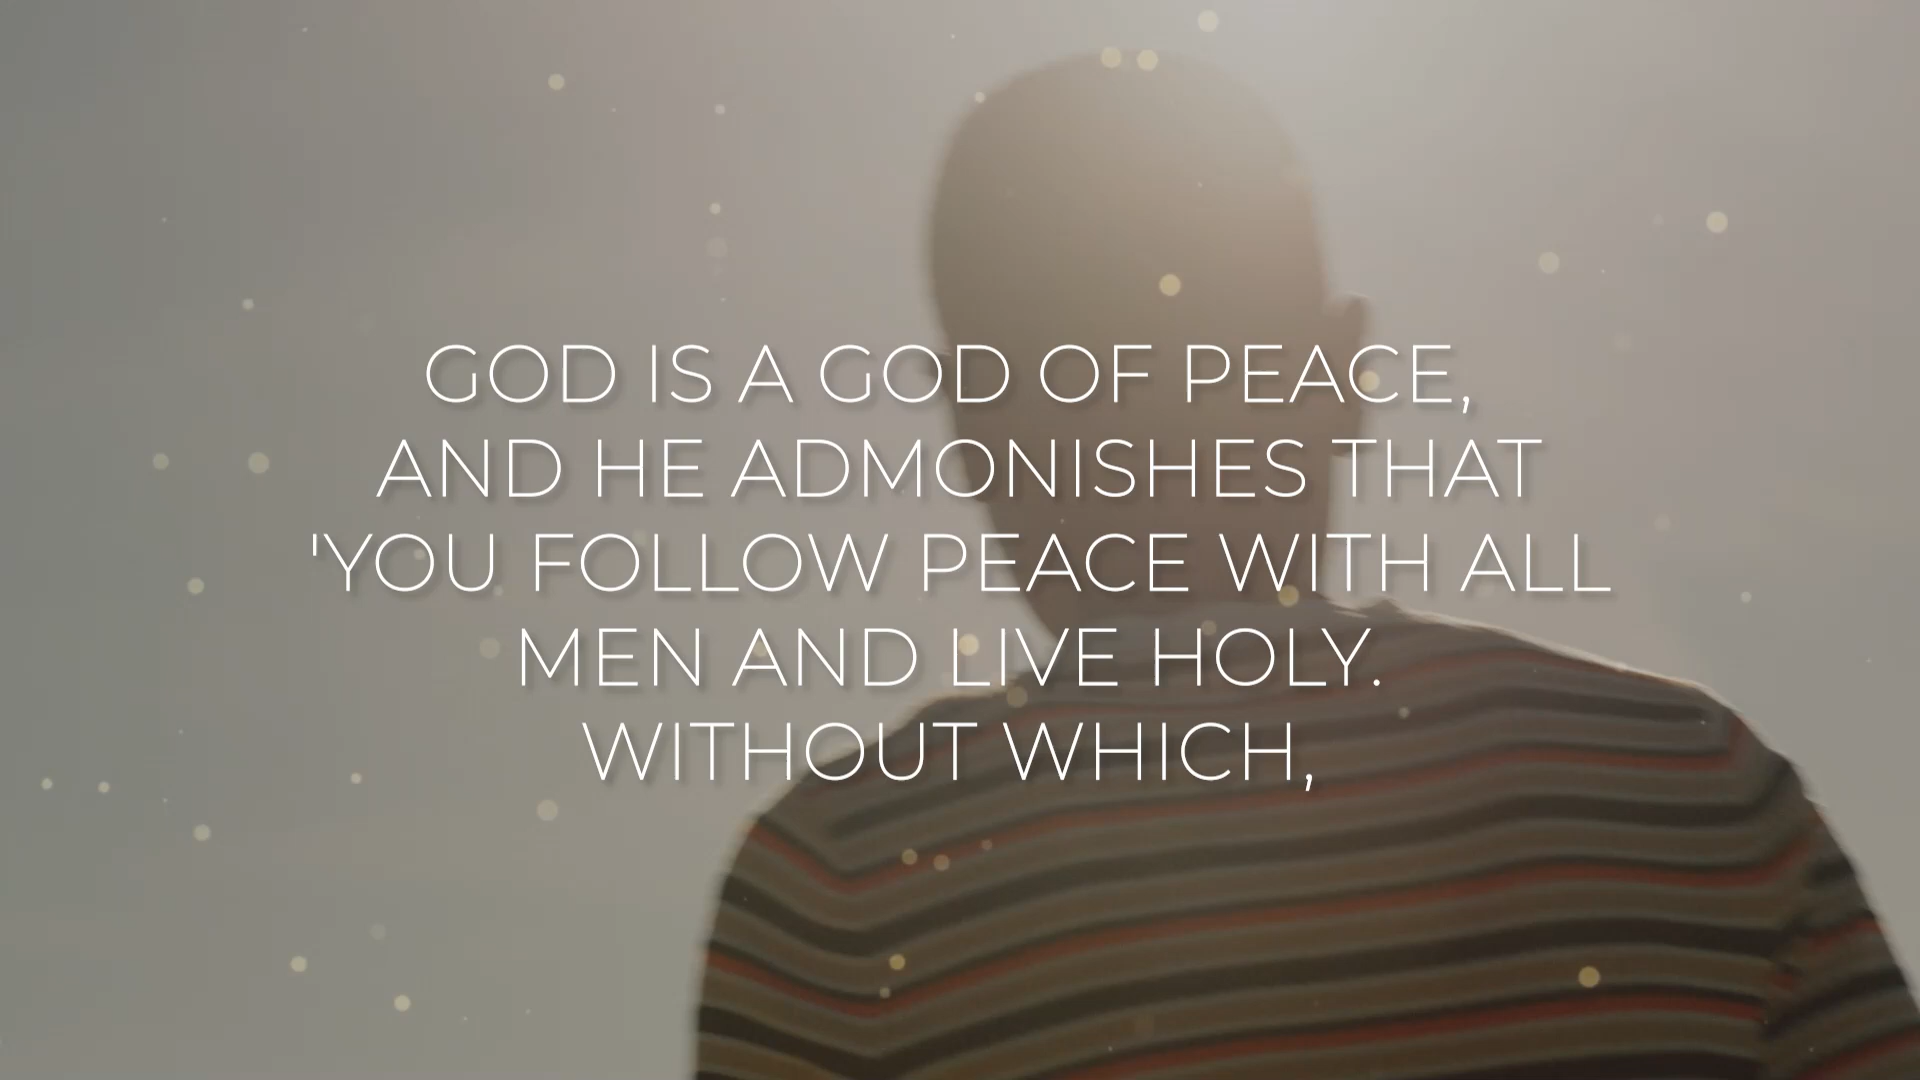 GOD IS A GOD OF PEACE,
AND HE ADMONISHES THAT
'YOU FOLLOW PEACE WITH ALL
MEN AND LIVE HOLY.
WITHOUT WHICH,